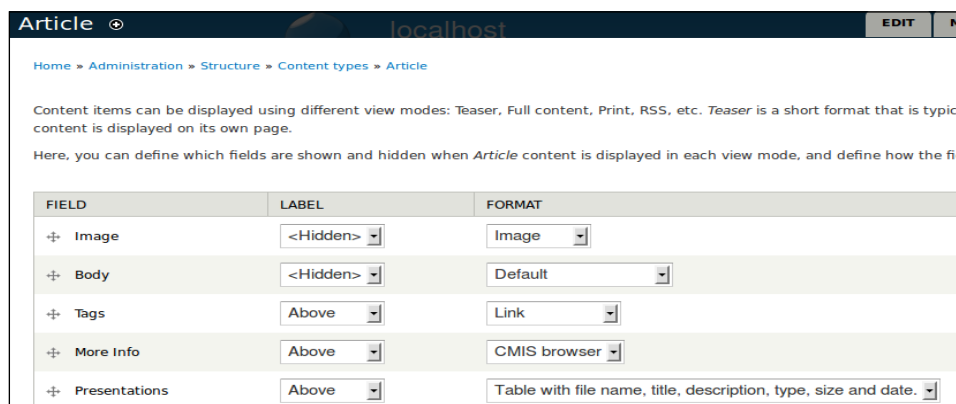 Article
localhost
EDIT
Home » Administration » Structure » Content types » Article
Content items can be displayed using different view modes: Teaser, Full content, Print, RSS, etc. Teaser is a short format that is typic
content is displayed on its own page.
Here, you can define which fields are shown and hidden when Article content is displayed in each view mode, and define how the fi
FIELD LABEL FORMAT
Image <Hidden> Image
Body <Hidden> Default
Tags Above Link
More Info Above CMIS browser
Presentations Above Table with file name, title, description, type, size and date.